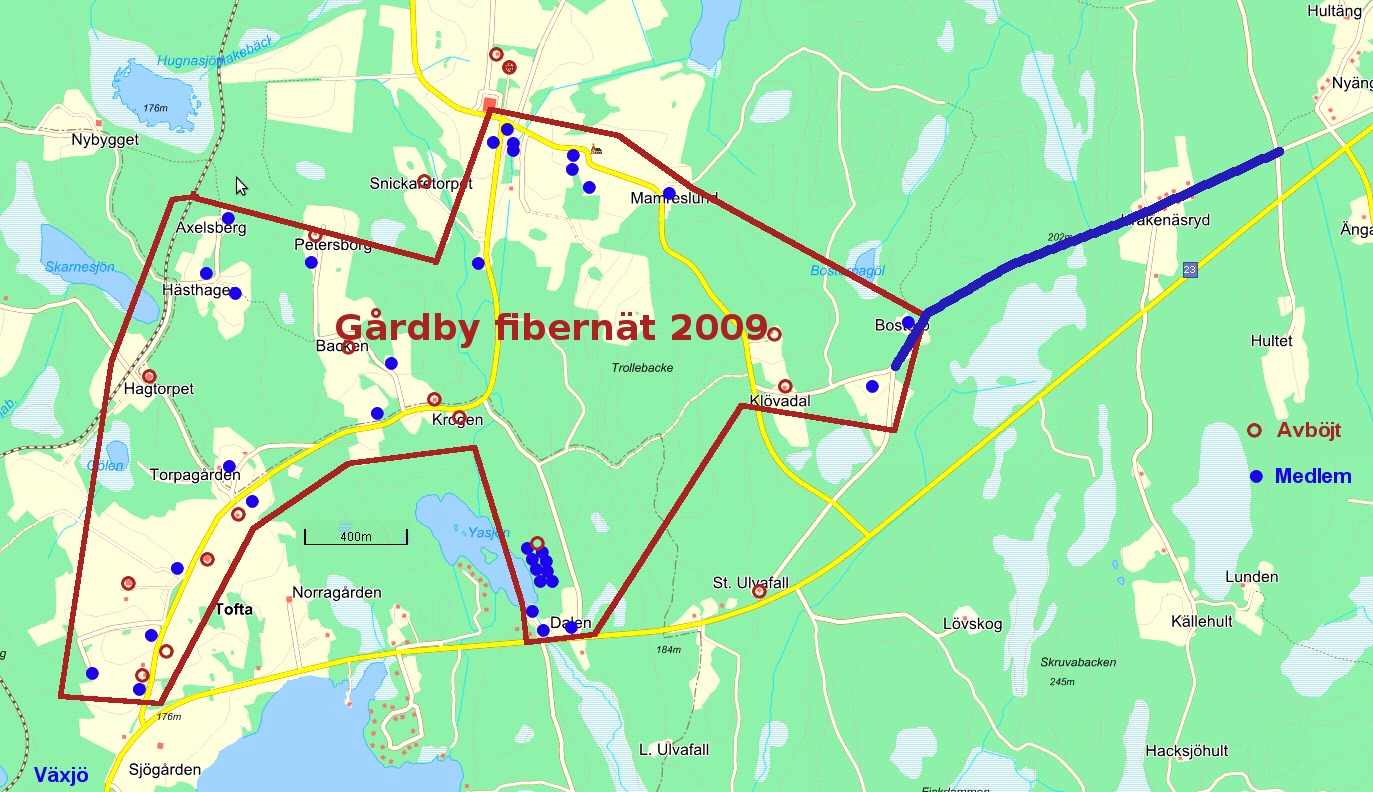 Hultäng
Hugnasjömakebäck
Nyäng
176m
Nybygget
Snickaretorpet
Mamreslund
Axelsberg
Kråkenäsryd
Änga
Petersborg
202m
Skarnesjön
Bostorpagöl
23
Hästhagen
Gårdby fibernät 2009
Bostorp
Backen
Hultet
Trollebacke
Hagtorpet
Klövadal
Krogen
Avböjt
Gölen
Torpagården
Medlem
400m
Yasjön
St. Ulvafall
Lunden
Norragården
Tofta
Dalen
Lövskog
Källehult
184m
Skruvabacken
245m
176m
L. Ulvafall
Hacksjöhult
Växjö
Sjögården